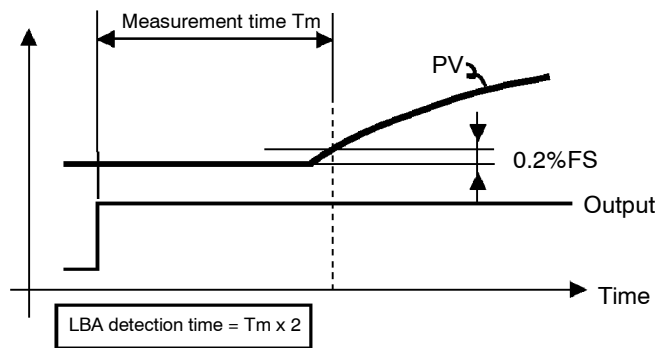 Measurement time Tm
PV
0.2%FS
Output
Time
LBA detection time = Tm x 2